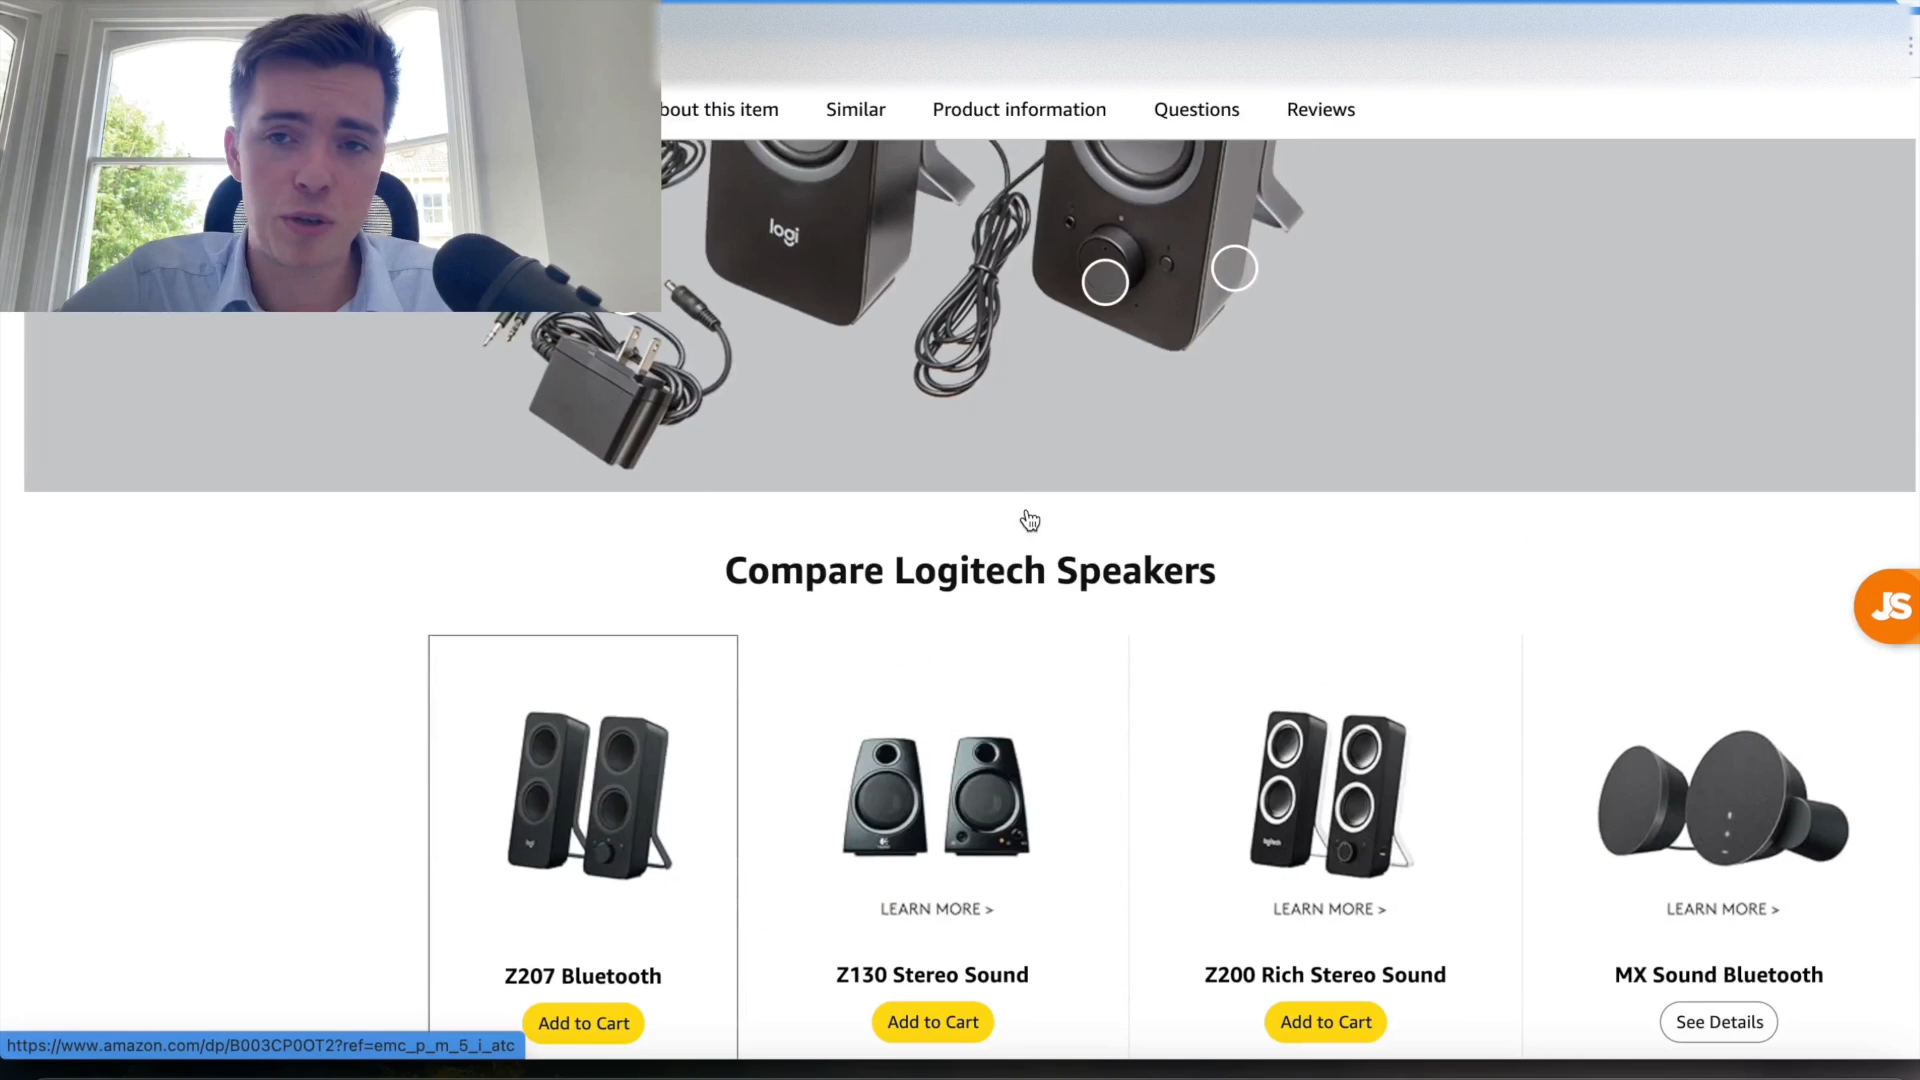 bout this item
Similar
Product information
Questions
Reviews
logi
Compare Logitech Speakers
JS
logi
logitech
LEARN MORE >
LEARN MORE >
LEARN MORE >
Z207 Bluetooth
Z130 Stereo Sound
Z200 Rich Stereo Sound
MX Sound Bluetooth
Add to Cart
Add to Cart
Add to Cart
See Details
https://www.amazon.com/dp/B003CP0OT2?ref=emc_p_m_5_i_atc